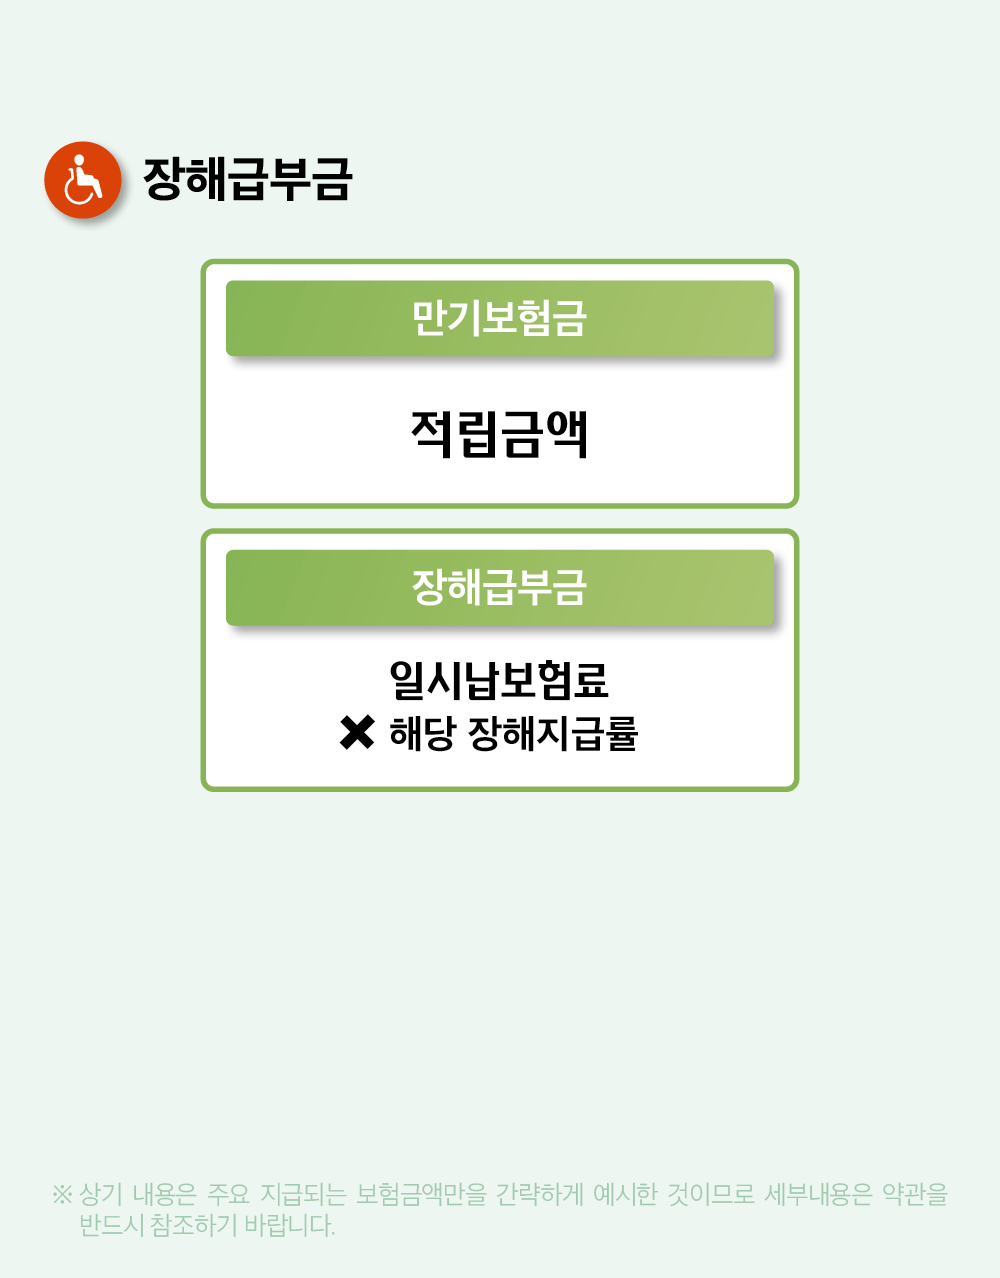 장해급부금
만기보험금
적립금액
장해급부금
일시납보험료
✖ 해당 장해지급률
※ 상기 내용은 주요 지급되는 보험금액만을 간략하게 예시한 것이므로 세부내용은 약관을
반드시 참조하기 바랍니다.